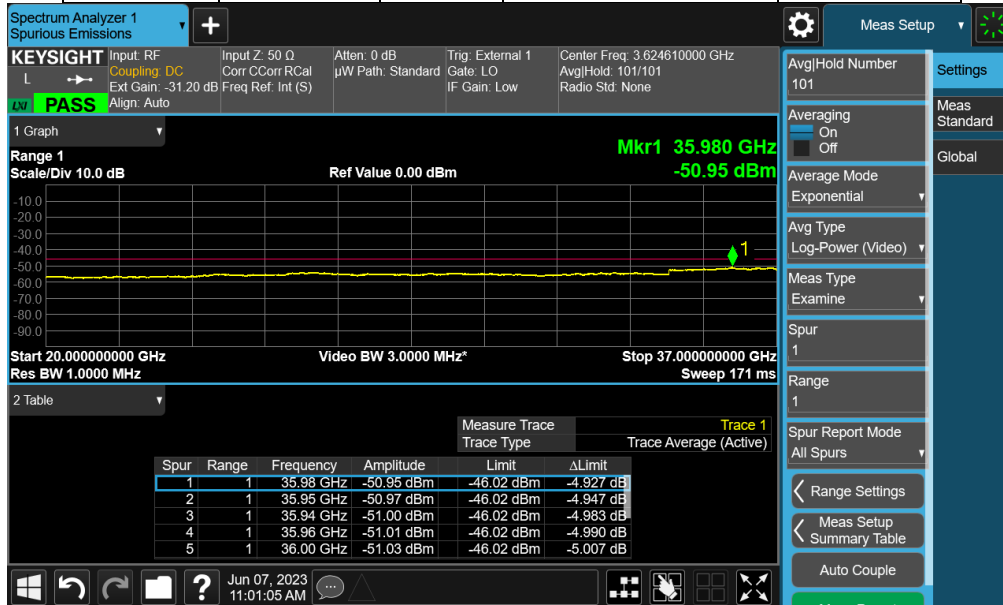 Spectrum Analyzer 1
Spurious Emissions
Meas Setup
KEYSIGHT
L
LXI
PASS
Input: RF
Coupling: DC
Ext Gain: -31.20 dB
Align: Auto
Input Z: 50 Ω
Corr CCorr RCal
Freq Ref: Int (S)
Atten: 0 dB
µW Path: Standard
Trig: External 1
Gate: LO
IF Gain: Low
Center Freq: 3.624610000 GHz
Avg|Hold: 101/101
Radio Std: None
1 Graph
Range 1
Scale/Div 10.0 dB
Ref Value 0.00 dBm
Mkr1 35.980 GHz
-50.95 dBm
-10.0
-20.0
-30.0
-40.0
-50.0
-60.0
-70.0
-80.0
-90.0
1
Start 20.000000000 GHz
Res BW 1.0000 MHz
Video BW 3.0000 MHz*
Stop 37.000000000 GHz
Sweep 171 ms
2 Table
Measure Trace Trace 1
Trace Type Trace Average (Active)
Spur Range Frequency Amplitude Limit ΔLimit
1 1 35.98 GHz -50.95 dBm -46.02 dBm -4.927 dB
2 1 35.95 GHz -50.97 dBm -46.02 dBm -4.947 dB
3 1 35.94 GHz -51.00 dBm -46.02 dBm -4.983 dB
4 1 35.96 GHz -51.01 dBm -46.02 dBm -4.990 dB
5 1 36.00 GHz -51.03 dBm -46.02 dBm -5.007 dB
Jun 07, 2023
11:01:05 AM
Avg|Hold Number
101
Averaging
On
Off
Average Mode
Exponential
Avg Type
Log-Power (Video)
Meas Type
Examine
Spur
1
Range
1
Spur Report Mode
All Spurs
Range Settings
Meas Setup
Summary Table
Auto Couple
Settings
Meas
Standard
Global